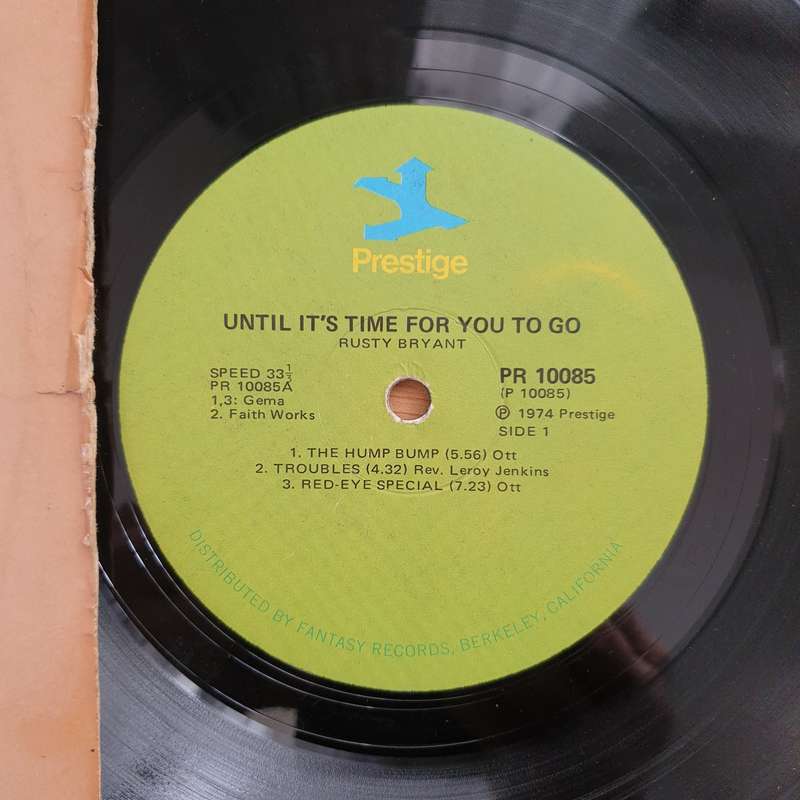 Prestige
UNTIL IT'S TIME FOR YOU TO GO
RUSTY BRYANT
SPEED 33⅓
PR 10085A
1,3: Gema
2. Faith Works
PR 10085
(P 10085)
℗ 1974 Prestige
SIDE 1
1. THE HUMP BUMP (5.56) Ott
2. TROUBLES (4.32) Rev. Leroy Jenkins
3. RED-EYE SPECIAL (7.23) Ott
DISTRIBUTED BY FANTASY RECORDS, BERKELEY, CALIFORNIA